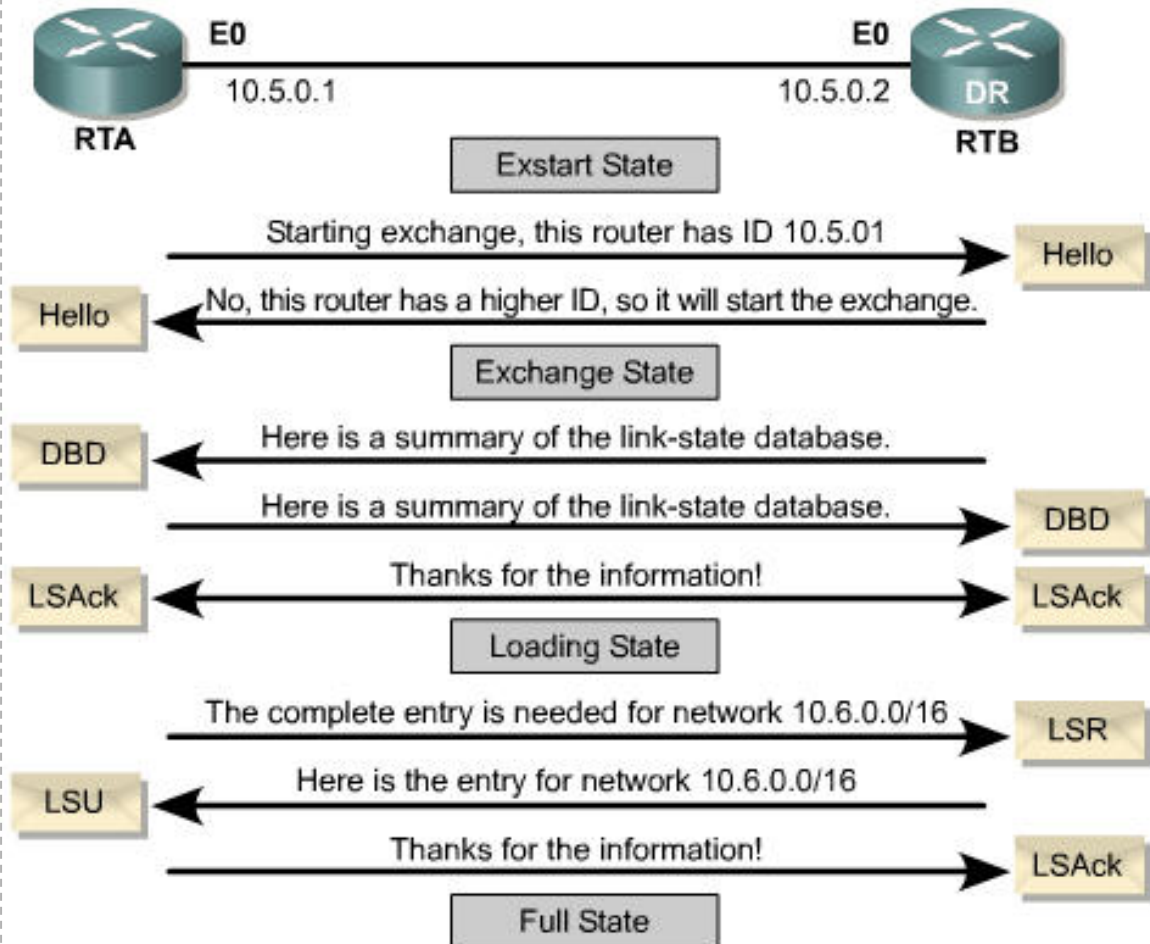 E0
E0
10.5.0.1
10.5.0.2
DR
RTA
RTB
Exstart State
Starting exchange, this router has ID 10.5.01
Hello
No, this router has a higher ID, so it will start the exchange.
Hello
Exchange State
Here is a summary of the link-state database.
DBD
Here is a summary of the link-state database.
DBD
LSAck
Thanks for the information!
LSAck
Loading State
The complete entry is needed for network 10.6.0.0/16
LSR
Here is the entry for network 10.6.0.0/16
LSU
Thanks for the information!
LSAck
Full State